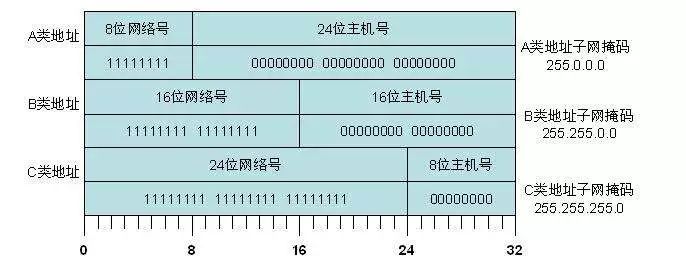 8位网络号 24位主机号
A类地址
11111111 00000000 00000000 00000000
A类地址子网掩码
255.0.0.0
16位网络号 16位主机号
B类地址
11111111 11111111 00000000 00000000
B类地址子网掩码
255.255.0.0
24位网络号 8位主机号
C类地址
11111111 11111111 11111111 00000000
C类地址子网掩码
255.255.255.0
0 8 16 24 32